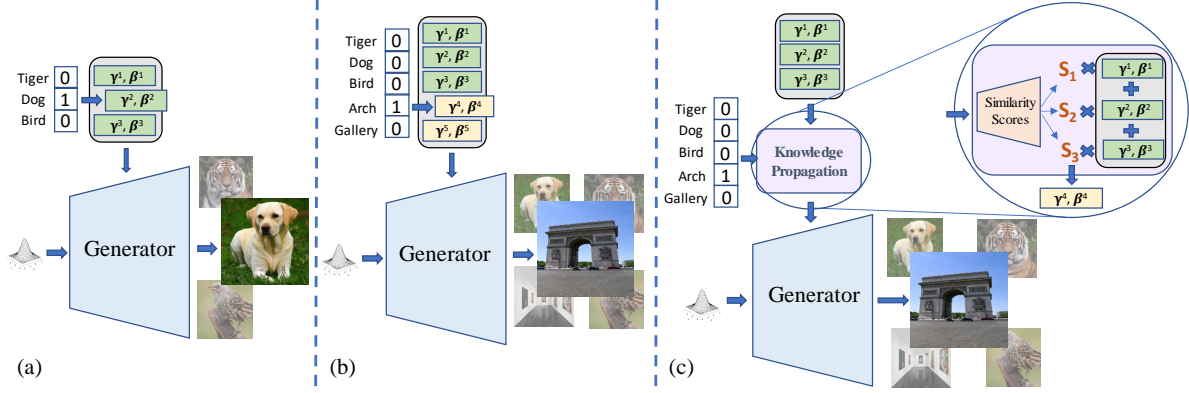 Tiger 0
Dog 1
Bird 0
γ¹, β¹
γ², β²
γ³, β³
Generator
(a)
Tiger 0
Dog 0
Bird 0
Arch 1
Gallery 0
γ¹, β¹
γ², β²
γ³, β³
γ⁴, β⁴
γ⁵, β⁵
Generator
(b)
γ¹, β¹
γ², β²
γ³, β³
Tiger 0
Dog 0
Bird 0
Arch 1
Gallery 0
Knowledge
Propagation
Similarity
Scores
S₁ ✖ γ¹, β¹
+
S₂ ✖ γ², β²
+
S₃ ✖ γ³, β³
γ⁴, β⁴
Generator
(c)